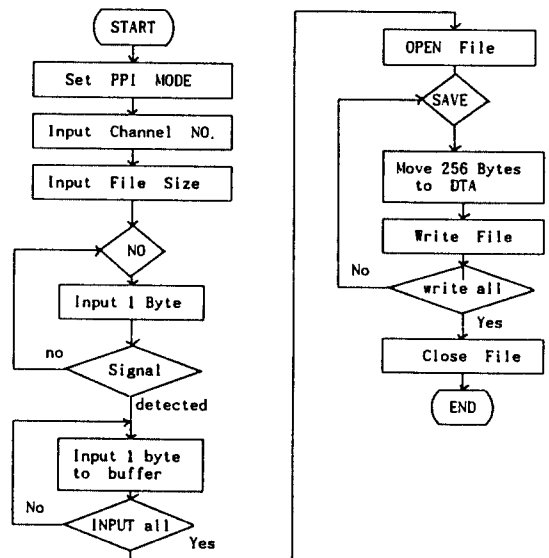 START
Set PPI MODE
Input Channel NO.
Input File Size
NO
Input 1 Byte
no
Signal
detected
Input 1 byte
to buffer
No
INPUT all
Yes
OPEN File
SAVE
Move 256 Bytes
to DTA
Write File
No
write all
Yes
Close File
END